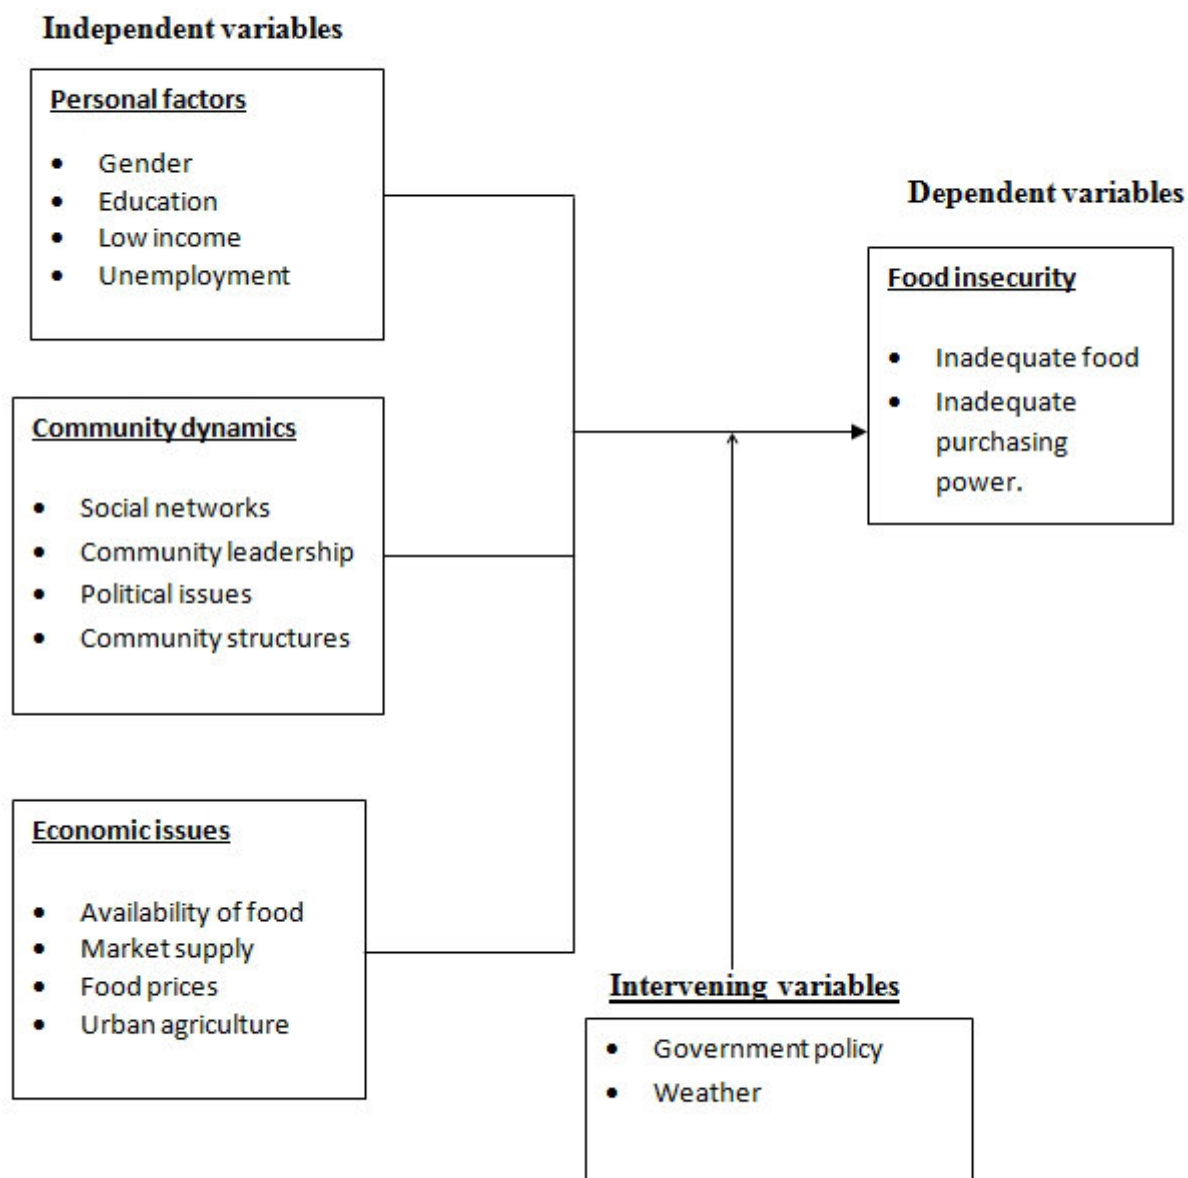 Independent variables
Personal factors
• Gender
• Education
• Low income
• Unemployment
Dependent variables
Food insecurity
• Inadequate food
• Inadequate
purchasing
power.
Community dynamics
• Social networks
• Community leadership
• Political issues
• Community structures
Economic issues
• Availability of food
• Market supply
• Food prices
• Urban agriculture
Intervening variables
• Government policy
• Weather